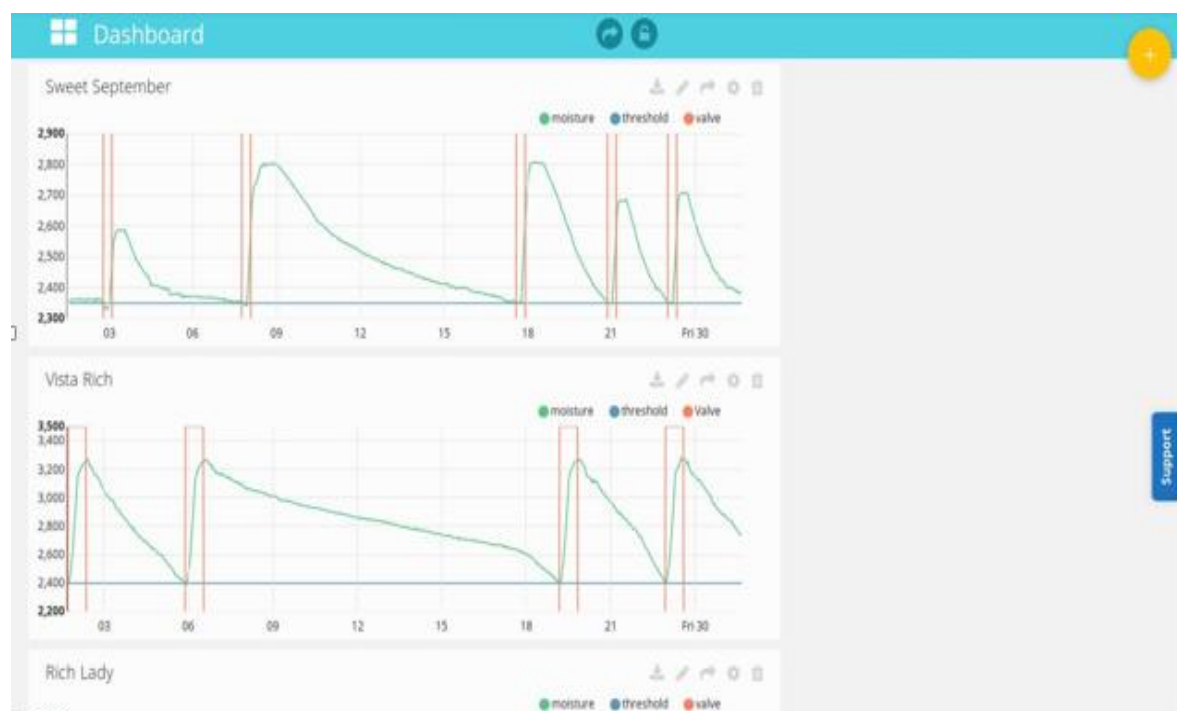 Dashboard
+
Sweet September
moisture threshold valve
2,900
2,800
2,700
2,600
2,500
2,400
2,300
03 06 09 12 15 18 21 Fri 30
Vista Rich
moisture threshold Valve
3,500
3,400
3,200
3,000
2,800
2,600
2,400
2,200
03 06 09 12 15 18 21 Fri 30
Support
Rich Lady
moisture threshold valve